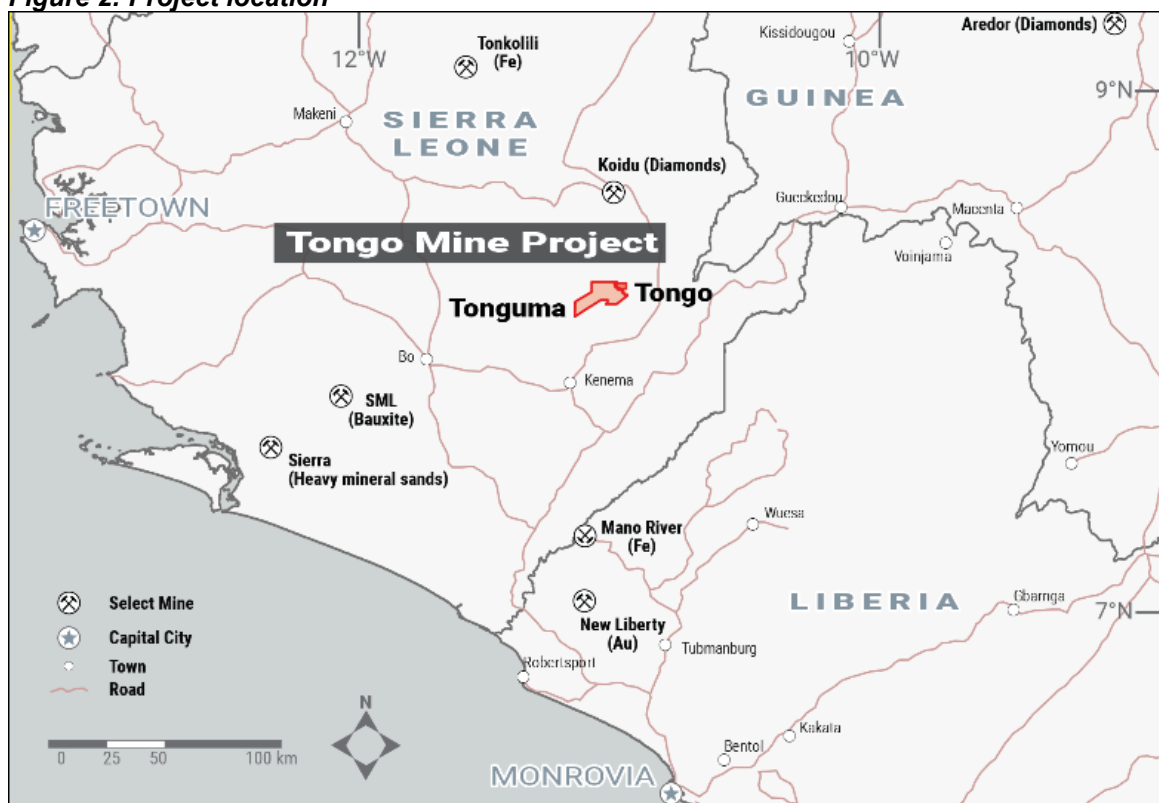 Figure 2: Project location
Aredor (Diamonds)
Kissidougou
Tonkolili
(Fe)
12°W
10°W
9°N
GUINEA
Makeni
SIERRA
LEONE
Koidu (Diamonds)
Gueckedou
Macenta
FREETOWN
Voinjama
Tongo Mine Project
Tongo
Tonguma
Bo
Kenema
SML
(Bauxite)
Sierra
(Heavy mineral sands)
Yomou
Wuesa
Mano River
(Fe)
LIBERIA
Gbarnga
7°N
New Liberty
(Au)
Tubmanburg
Robertsport
Select Mine
Capital City
Town
Road
N
0 25 50 100 km
Kakata
Bentol
MONROVIA